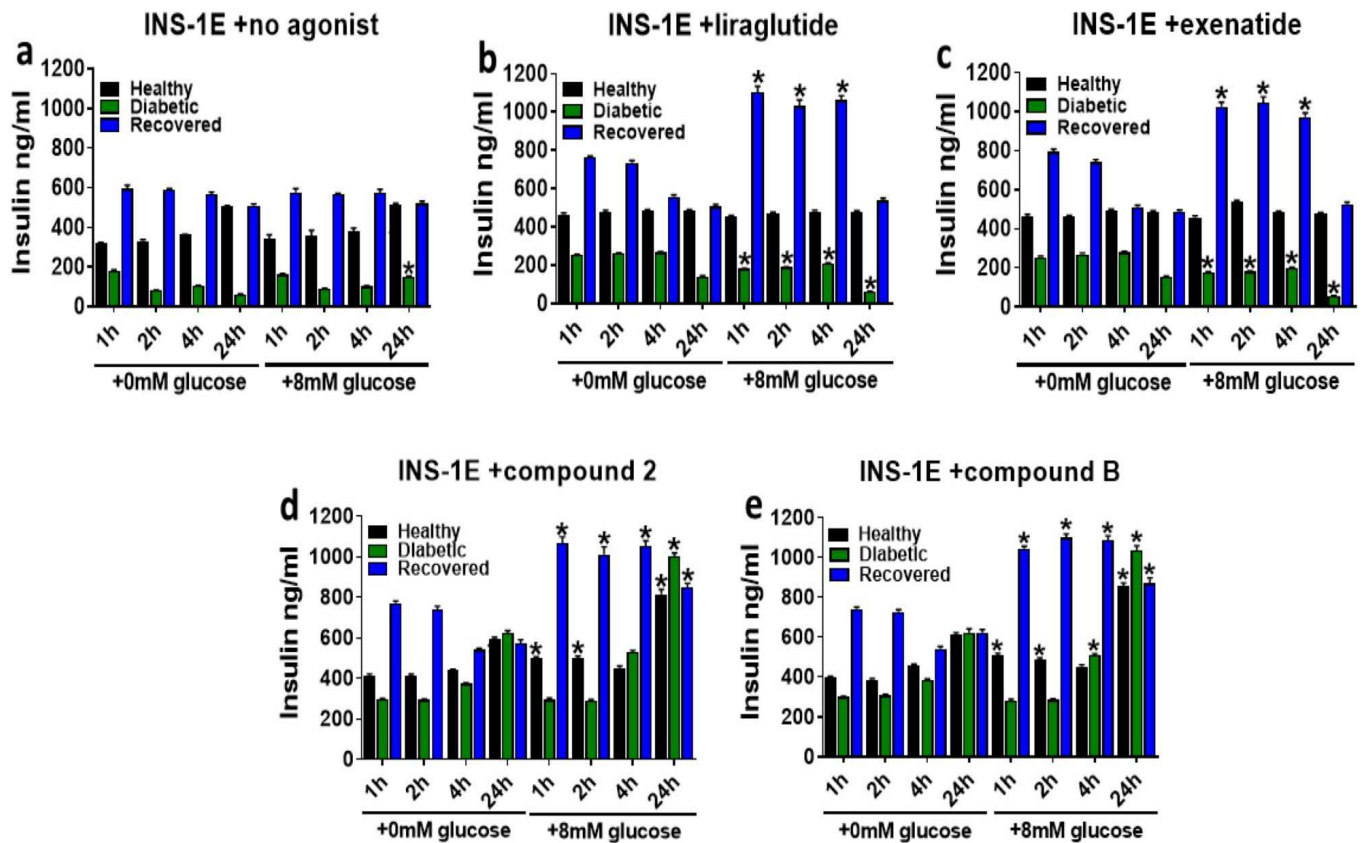 INS-1E +no agonist
a
Insulin ng/ml
1200
1000
800
600
400
200
0
Healthy
Diabetic
Recovered
*
1h
2h
4h
24h
1h
2h
4h
24h
+0mM glucose
+8mM glucose
INS-1E +liraglutide
b
Insulin ng/ml
1200
1000
800
600
400
200
0
Healthy
Diabetic
Recovered
* * *
* * * *
1h
2h
4h
24h
1h
2h
4h
24h
+0mM glucose
+8mM glucose
INS-1E +exenatide
c
Insulin ng/ml
1200
1000
800
600
400
200
0
Healthy
Diabetic
Recovered
* * *
* * * *
1h
2h
4h
24h
1h
2h
4h
24h
+0mM glucose
+8mM glucose
INS-1E +compound 2
d
Insulin ng/ml
1200
1000
800
600
400
200
0
Healthy
Diabetic
Recovered
* * * * * * * *
1h
2h
4h
24h
1h
2h
4h
24h
+0mM glucose
+8mM glucose
INS-1E +compound B
e
Insulin ng/ml
1200
1000
800
600
400
200
0
Healthy
Diabetic
Recovered
* * * * * * * * *
1h
2h
4h
24h
1h
2h
4h
24h
+0mM glucose
+8mM glucose